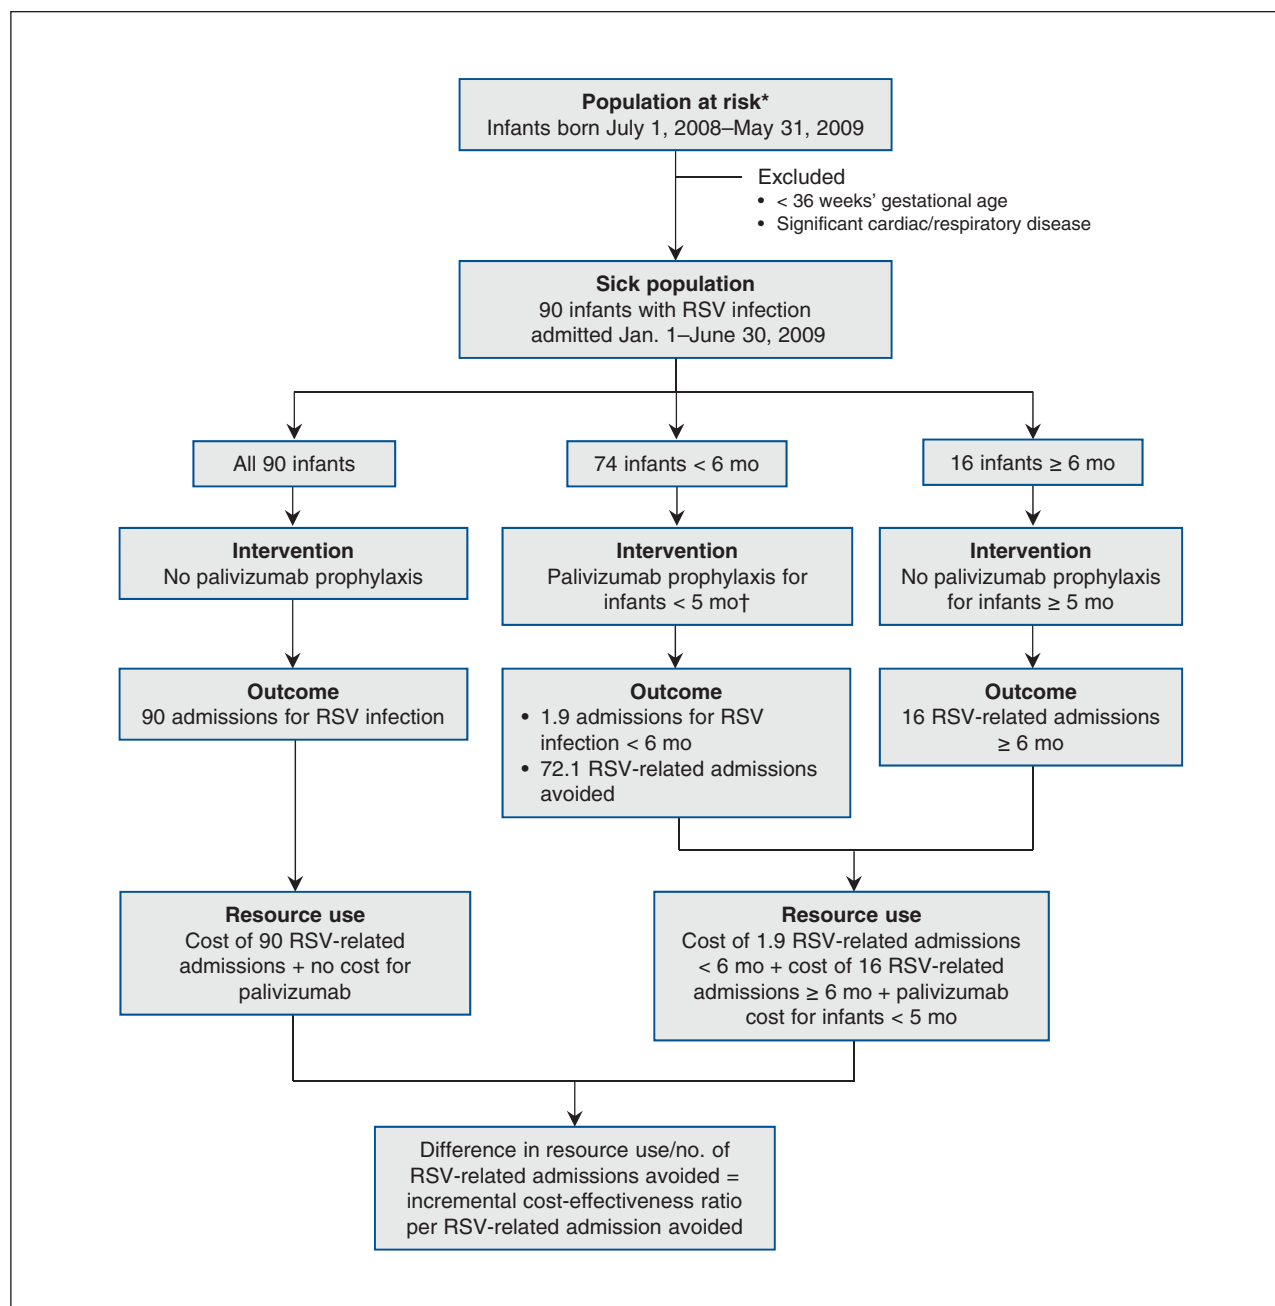 Population at risk*
Infants born July 1, 2008–May 31, 2009
Excluded
• < 36 weeks’ gestational age
• Significant cardiac/respiratory disease
Sick population
90 infants with RSV infection
admitted Jan. 1–June 30, 2009
All 90 infants
74 infants < 6 mo
16 infants ≥ 6 mo
Intervention
No palivizumab prophylaxis
Intervention
Palivizumab prophylaxis for
infants < 5 mo†
Intervention
No palivizumab prophylaxis
for infants ≥ 5 mo
Outcome
90 admissions for RSV infection
Outcome
• 1.9 admissions for RSV
infection < 6 mo
• 72.1 RSV-related admissions
avoided
Outcome
16 RSV-related admissions
≥ 6 mo
Resource use
Cost of 90 RSV-related
admissions + no cost for
palivizumab
Resource use
Cost of 1.9 RSV-related admissions
< 6 mo + cost of 16 RSV-related
admissions ≥ 6 mo + palivizumab
cost for infants < 5 mo
Difference in resource use/no. of
RSV-related admissions avoided =
incremental cost-effectiveness ratio
per RSV-related admission avoided